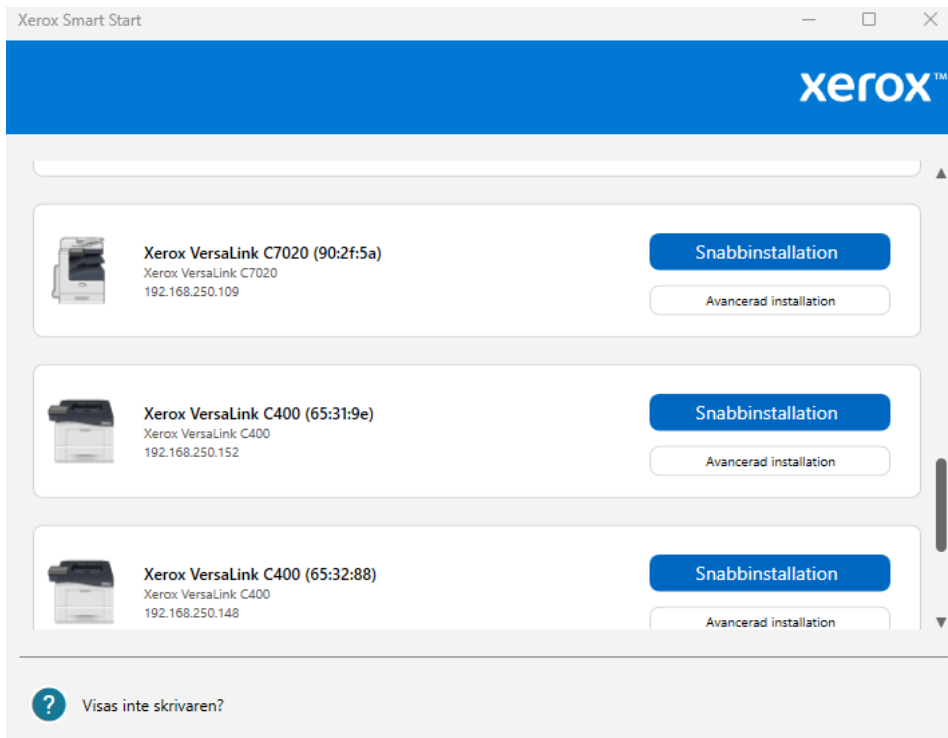 Xerox Smart Start
xerox™
Xerox VersaLink C7020 (90:2f:5a)
Xerox VersaLink C7020
192.168.250.109
Snabbinstallation
Avancerad installation
Xerox VersaLink C400 (65:31:9e)
Xerox VersaLink C400
192.168.250.152
Snabbinstallation
Avancerad installation
Xerox VersaLink C400 (65:32:88)
Xerox VersaLink C400
192.168.250.148
Snabbinstallation
Avancerad installation
? Visas inte skrivaren?